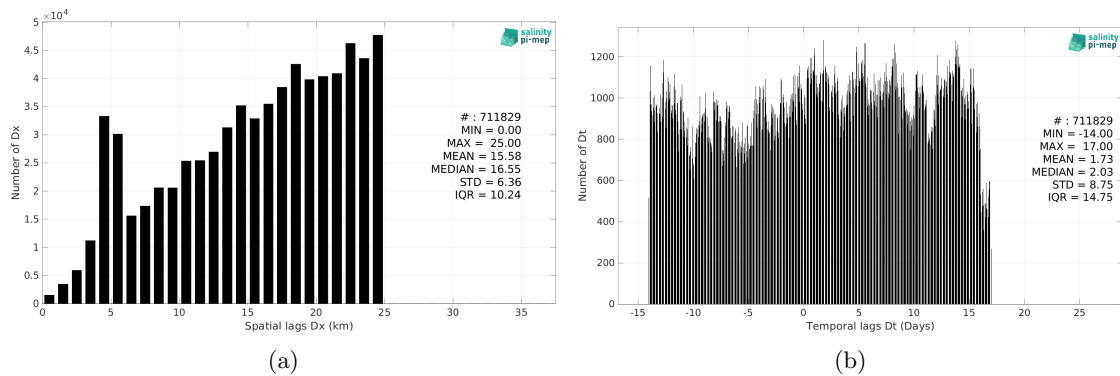 ×10⁴
5
4.5
4
3.5
3
2.5
2
1.5
1
0.5
0
0 5 10 15 20 25 30 35
Number of Dx
Spatial lags Dx (km)
salinity
pi-mep
# : 711829
MIN = 0.00
MAX = 25.00
MEAN = 15.58
MEDIAN = 16.55
STD = 6.36
IQR = 10.24
(a)
1200
1000
800
600
400
200
0
-15 -10 -5 0 5 10 15 20 25
Number of Dt
Temporal lags Dt (Days)
salinity
pi-mep
# : 711829
MIN = -14.00
MAX = 17.00
MEAN = 1.73
MEDIAN = 2.03
STD = 8.75
IQR = 14.75
(b)